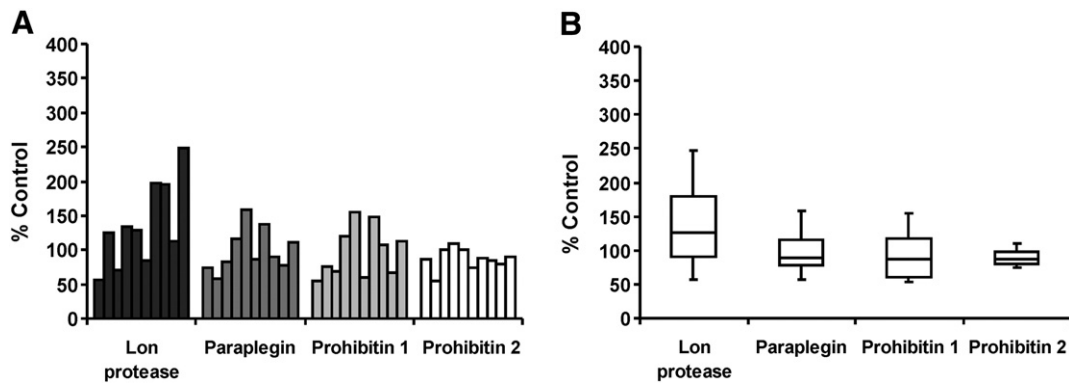 A
% Control
400
350
300
250
200
150
100
50
0
Lon protease
Paraplegin
Prohibitin 1
Prohibitin 2
B
% Control
400
350
300
250
200
150
100
50
0
Lon protease
Paraplegin
Prohibitin 1
Prohibitin 2